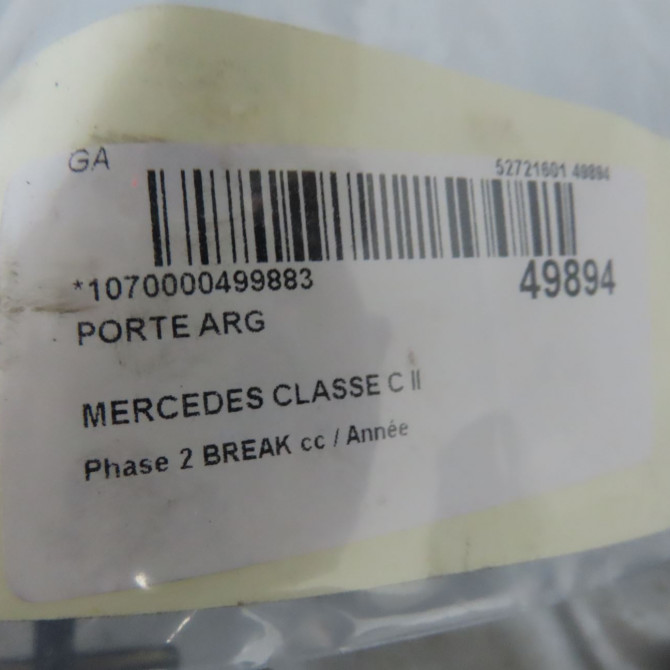 GA 52721601 49894
*1070000499883 49894
PORTE ARG
MERCEDES CLASSE C II
Phase 2 BREAK cc / Année